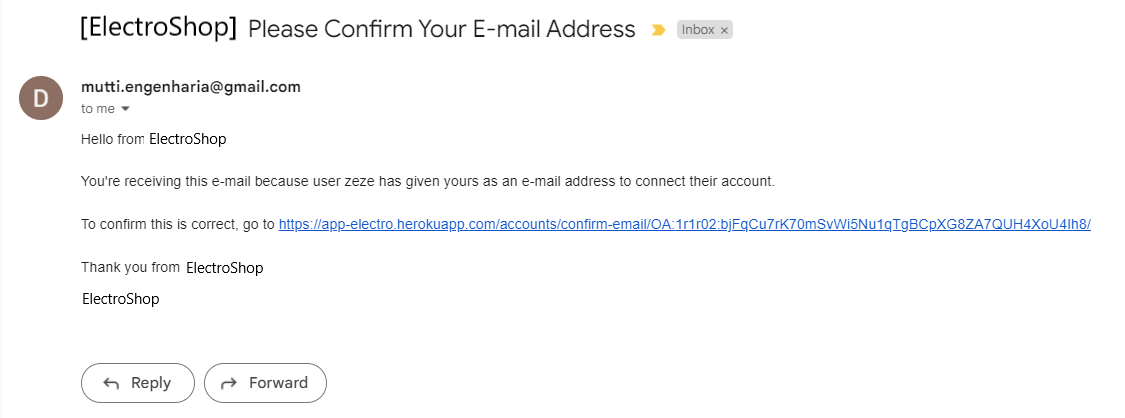 [ElectroShop] Please Confirm Your E-mail Address Inbox ×
D
mutti.engenharia@gmail.com
to me
Hello from ElectroShop
You're receiving this e-mail because user zeze has given yours as an e-mail address to connect their account.
To confirm this is correct, go to https://app-electro.herokuapp.com/accounts/confirm-email/OA:1r1r02:bjFqCu7rK70mSvWi5Nu1qTgBCpXG8ZA7QUH4XoU4lh8/
Thank you from ElectroShop
ElectroShop
Reply Forward